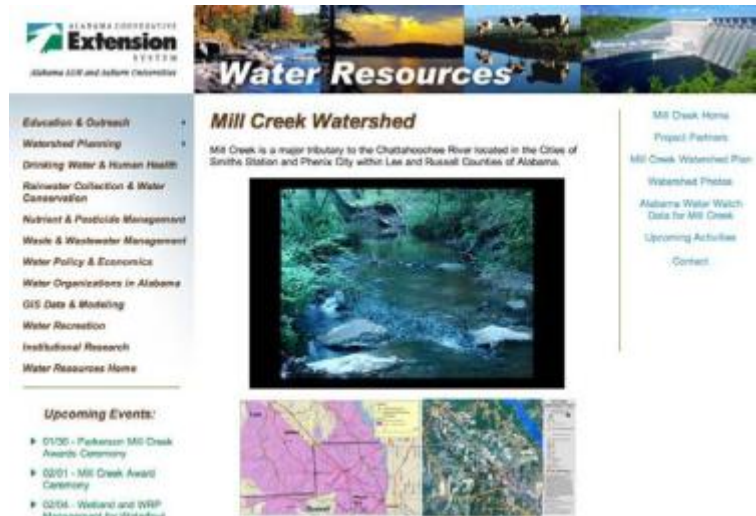 ALABAMA COOPERATIVE
Extension
SYSTEM
Alabama A&M and Auburn Universities
Water Resources
Education & Outreach
Watershed Planning
Drinking Water & Human Health
Rainwater Collection & Water
Conservation
Nutrient & Pesticide Management
Waste & Wastewater Management
Water Policy & Economics
Water Organizations in Alabama
GIS Data & Modeling
Water Recreation
Institutional Research
Water Resources Home
Upcoming Events:
01/30 - Parkerson Mill Creek
Awards Ceremony
02/01 - Mill Creek Award
Ceremony
02/04 - Wetland and WRP
Mill Creek Watershed
Mill Creek is a major tributary to the Chattahoochee River located in the Cities of
Smiths Station and Phenix City within Lee and Russell Counties of Alabama.
Mill Creek Home
Project Partners
Mill Creek Watershed Plan
Watershed Photos
Alabama Water Watch
Data for Mill Creek
Upcoming Activities
Contact